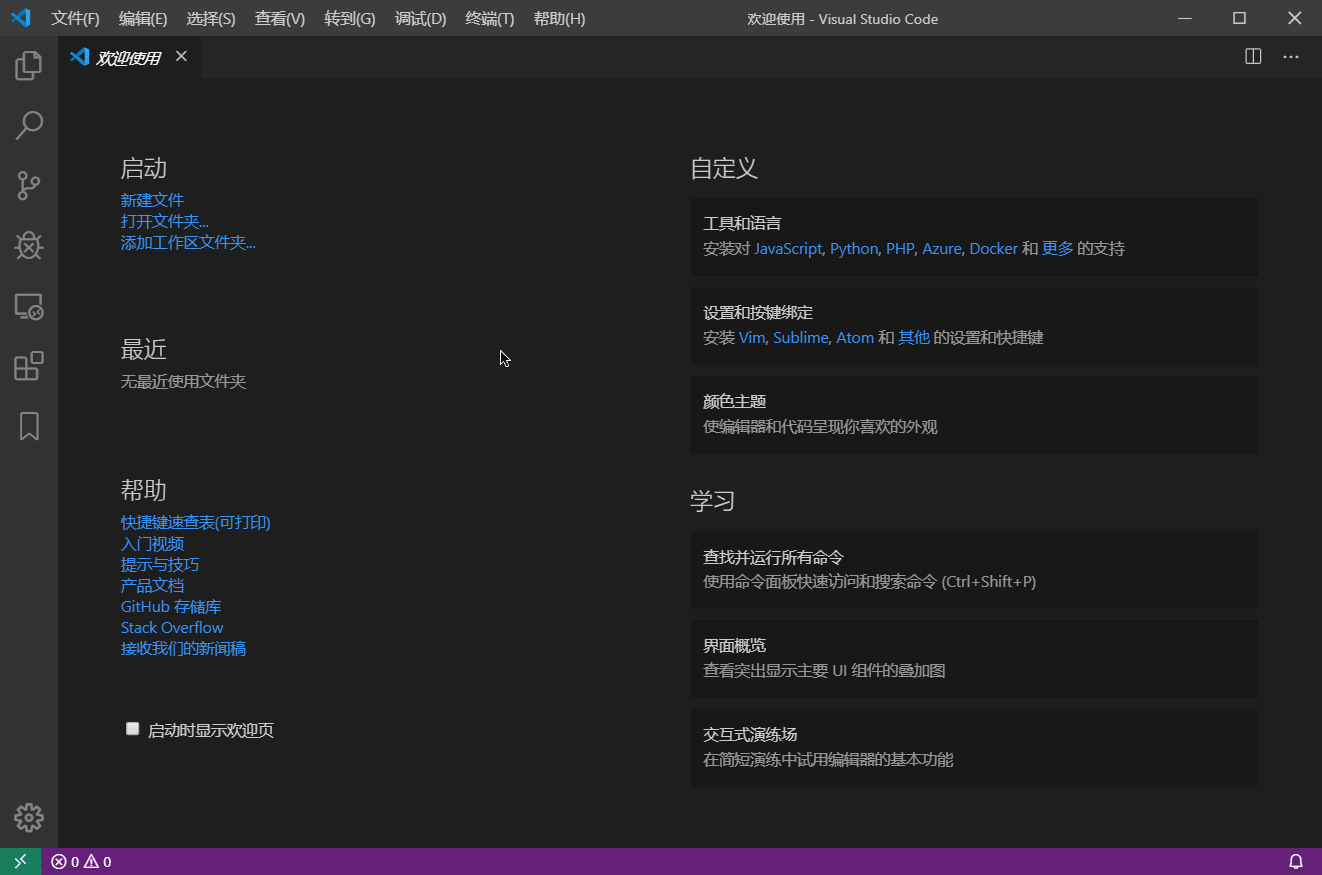 文件(F) 编辑(E) 选择(S) 查看(V) 转到(G) 调试(D) 终端(T) 帮助(H) 欢迎使用 - Visual Studio Code
欢迎使用
启动
新建文件
打开文件夹...
添加工作区文件夹...
最近
无最近使用文件夹
帮助
快捷键速查表(可打印)
入门视频
提示与技巧
产品文档
GitHub 存储库
Stack Overflow
接收我们的新闻稿
启动时显示欢迎页
自定义
工具和语言
安装对 JavaScript, Python, PHP, Azure, Docker 和 更多 的支持
设置和按键绑定
安装 Vim, Sublime, Atom 和 其他 的设置和快捷键
颜色主题
使编辑器和代码呈现你喜欢的外观
学习
查找并运行所有命令
使用命令面板快速访问和搜索命令 (Ctrl+Shift+P)
界面概览
查看突出显示主要 UI 组件的叠加图
交互式演练场
在简短演练中试用编辑器的基本功能
0 0